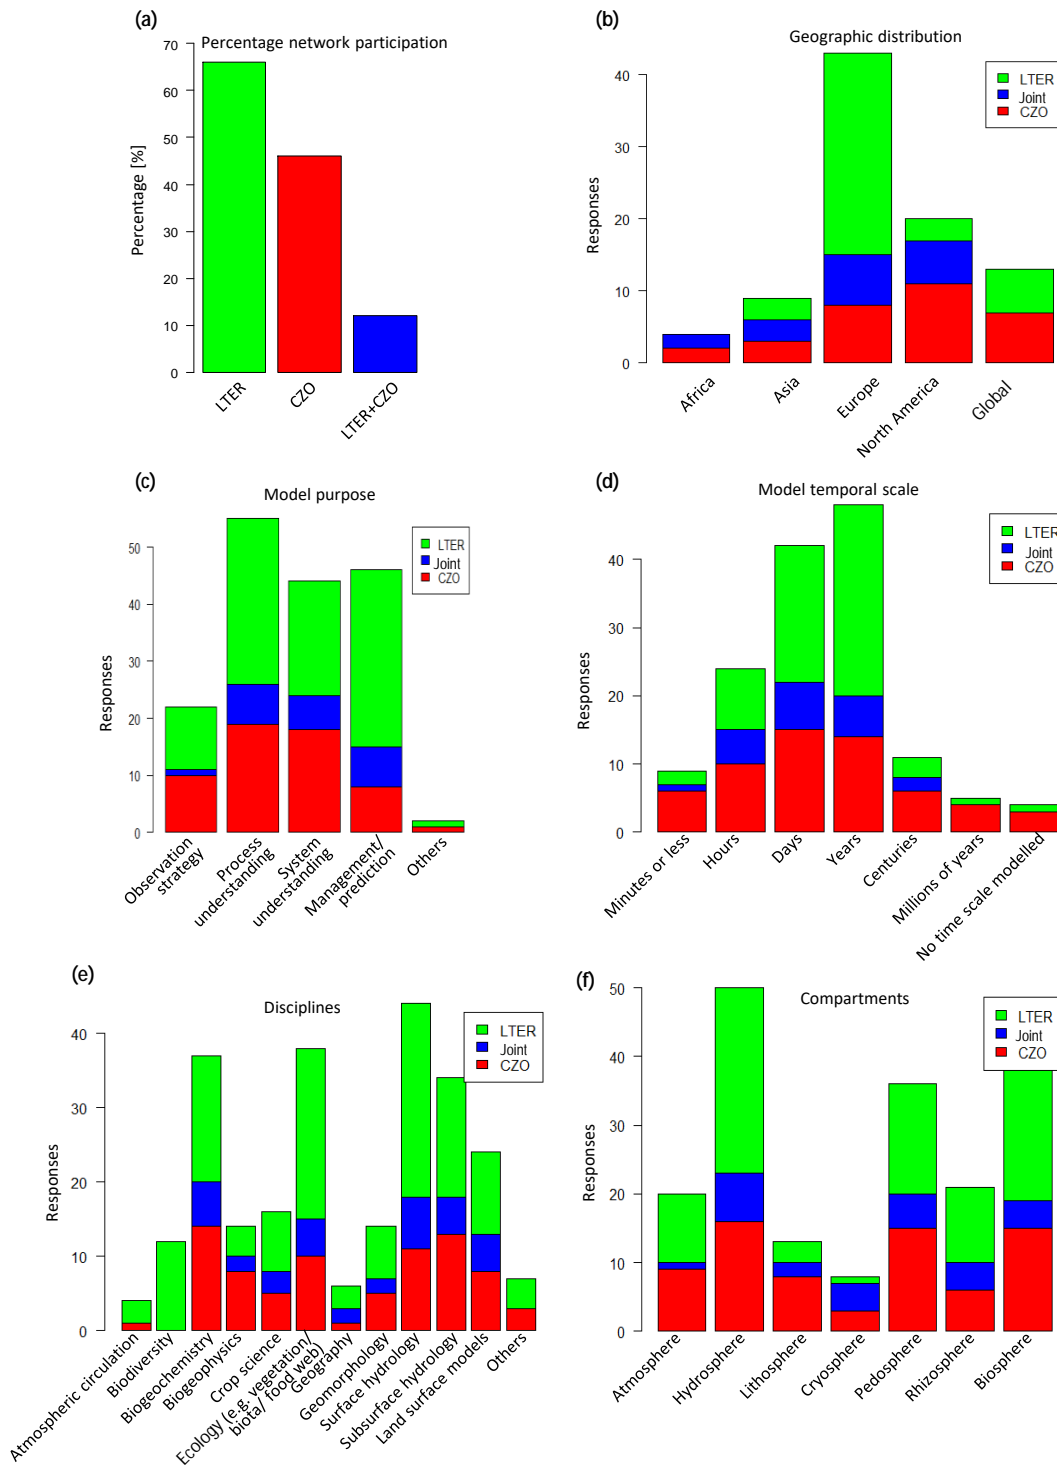 (a)
Percentage network participation
Percentage [%]
70
60
50
40
30
20
10
0
LTER
CZO
LTER+CZO
(b)
Geographic distribution
Responses
40
30
20
10
0
LTER
Joint
CZO
Africa
Asia
Europe
North America
Global
(c)
Model purpose
Responses
50
40
30
20
10
0
LTER
Joint
CZO
Observation
strategy
Process
understanding
System
understanding
Management/
prediction
Others
(d)
Model temporal scale
Responses
40
30
20
10
0
LTER
Joint
CZO
Minutes or less
Hours
Days
Years
Centuries
Millions of years
No time scale modelled
(e)
Disciplines
Responses
40
30
20
10
0
LTER
Joint
CZO
Atmospheric circulation
Biodiversity
Biogeochemistry
Biogeophysics
Crop science
Ecology (e.g. vegetation/
biota/ food web)
Geography
Geomorphology
Surface hydrology
Subsurface hydrology
Land surface models
Others
(f)
Compartments
Responses
50
40
30
20
10
0
LTER
Joint
CZO
Atmosphere
Hydrosphere
Lithosphere
Cryosphere
Pedosphere
Rhizosphere
Biosphere